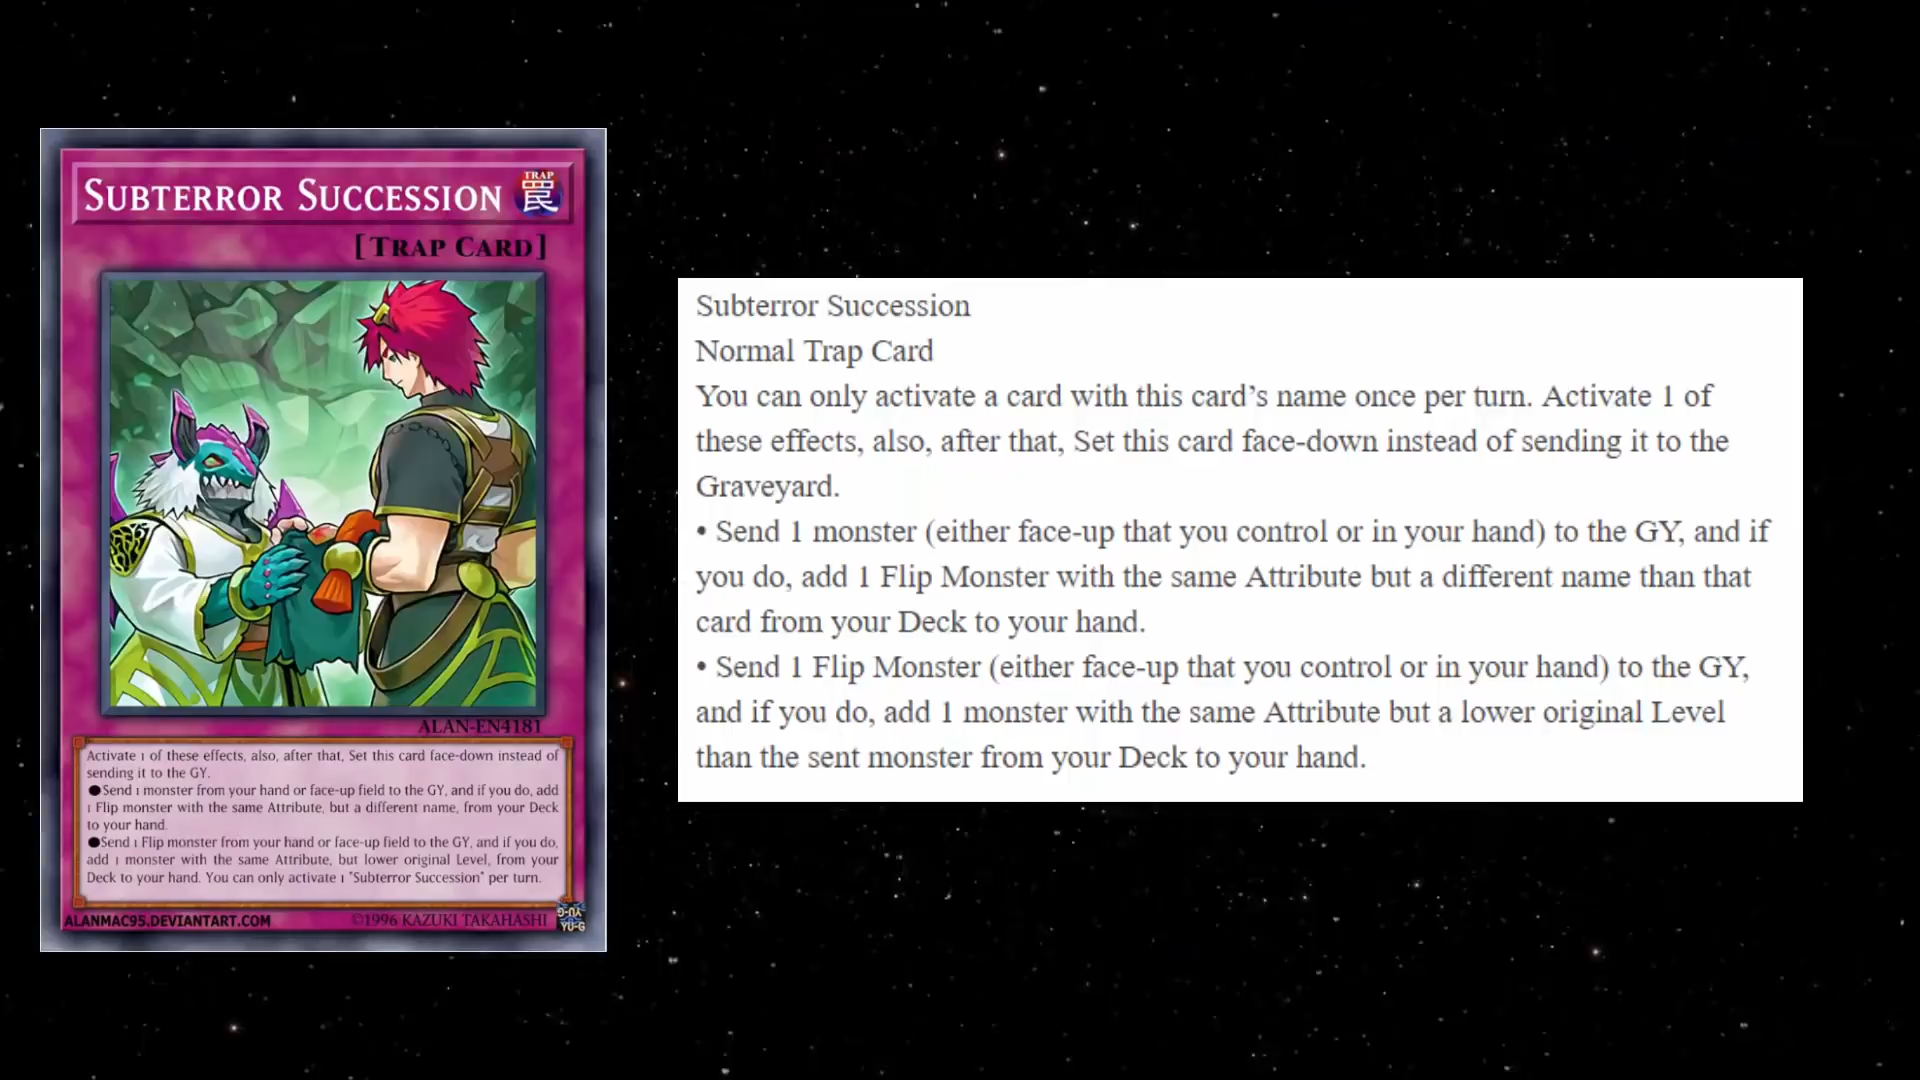 SUBTERROR SUCCESSION
TRAP
罠
[TRAP CARD]
ALAN-EN4181
Activate 1 of these effects, also, after that, Set this card face-down instead of
sending it to the GY.
●Send 1 monster from your hand or face-up field to the GY, and if you do, add
1 Flip monster with the same Attribute, but a different name, from your Deck
to your hand.
●Send 1 Flip monster from your hand or face-up field to the GY, and if you do,
add 1 monster with the same Attribute, but lower original Level, from your
Deck to your hand. You can only activate 1 "Subterror Succession" per turn.
ALANMAC95.DEVIANTART.COM
©1996 KAZUKI TAKAHASHI
Subterror Succession
Normal Trap Card
You can only activate a card with this card’s name once per turn. Activate 1 of
these effects, also, after that, Set this card face-down instead of sending it to the
Graveyard.
• Send 1 monster (either face-up that you control or in your hand) to the GY, and if
you do, add 1 Flip Monster with the same Attribute but a different name than that
card from your Deck to your hand.
• Send 1 Flip Monster (either face-up that you control or in your hand) to the GY,
and if you do, add 1 monster with the same Attribute but a lower original Level
than the sent monster from your Deck to your hand.